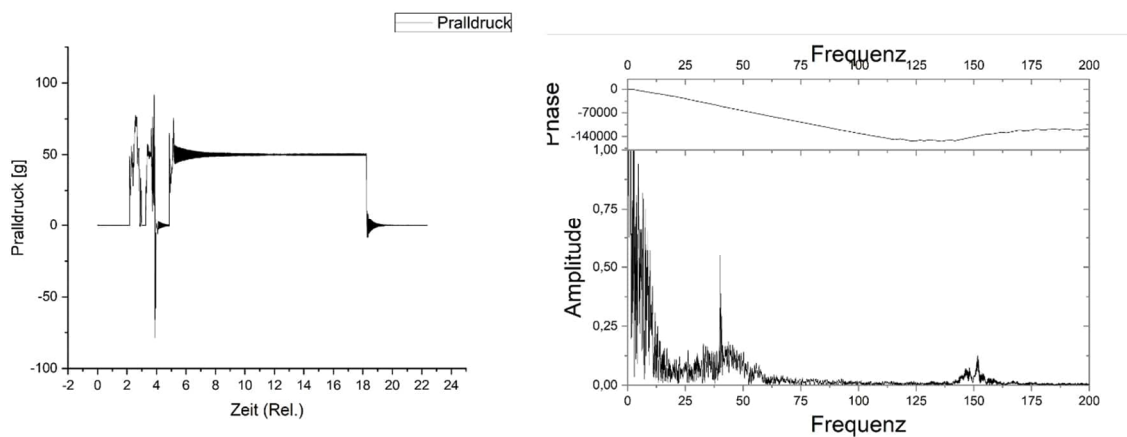 Pralldruck
Pralldruck [g]
100
50
0
-50
-100
-2 0 2 4 6 8 10 12 14 16 18 20 22 24
Zeit (Rel.)
Frequenz
0 25 50 75 100 125 150 175 200
Phase
0
-70000
-140000
Amplitude
1,00
0,75
0,50
0,25
0,00
0 25 50 75 100 125 150 175 200
Frequenz